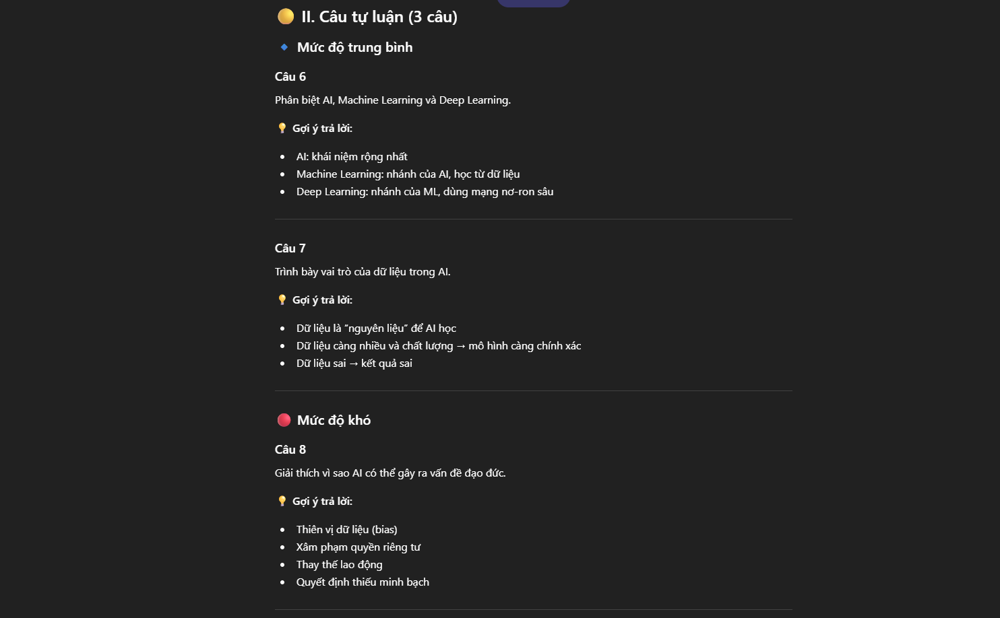 II. Câu tự luận (3 câu)
Mức độ trung bình
Câu 6
Phân biệt AI, Machine Learning và Deep Learning.
Gợi ý trả lời:
AI: khái niệm rộng nhất
Machine Learning: nhánh của AI, học từ dữ liệu
Deep Learning: nhánh của ML, dùng mạng nơ-ron sâu
Câu 7
Trình bày vai trò của dữ liệu trong AI.
Gợi ý trả lời:
Dữ liệu là “nguyên liệu” để AI học
Dữ liệu càng nhiều và chất lượng → mô hình càng chính xác
Dữ liệu sai → kết quả sai
Mức độ khó
Câu 8
Giải thích vì sao AI có thể gây ra vấn đề đạo đức.
Gợi ý trả lời:
Thiên vị dữ liệu (bias)
Xâm phạm quyền riêng tư
Thay thế lao động
Quyết định thiếu minh bạch